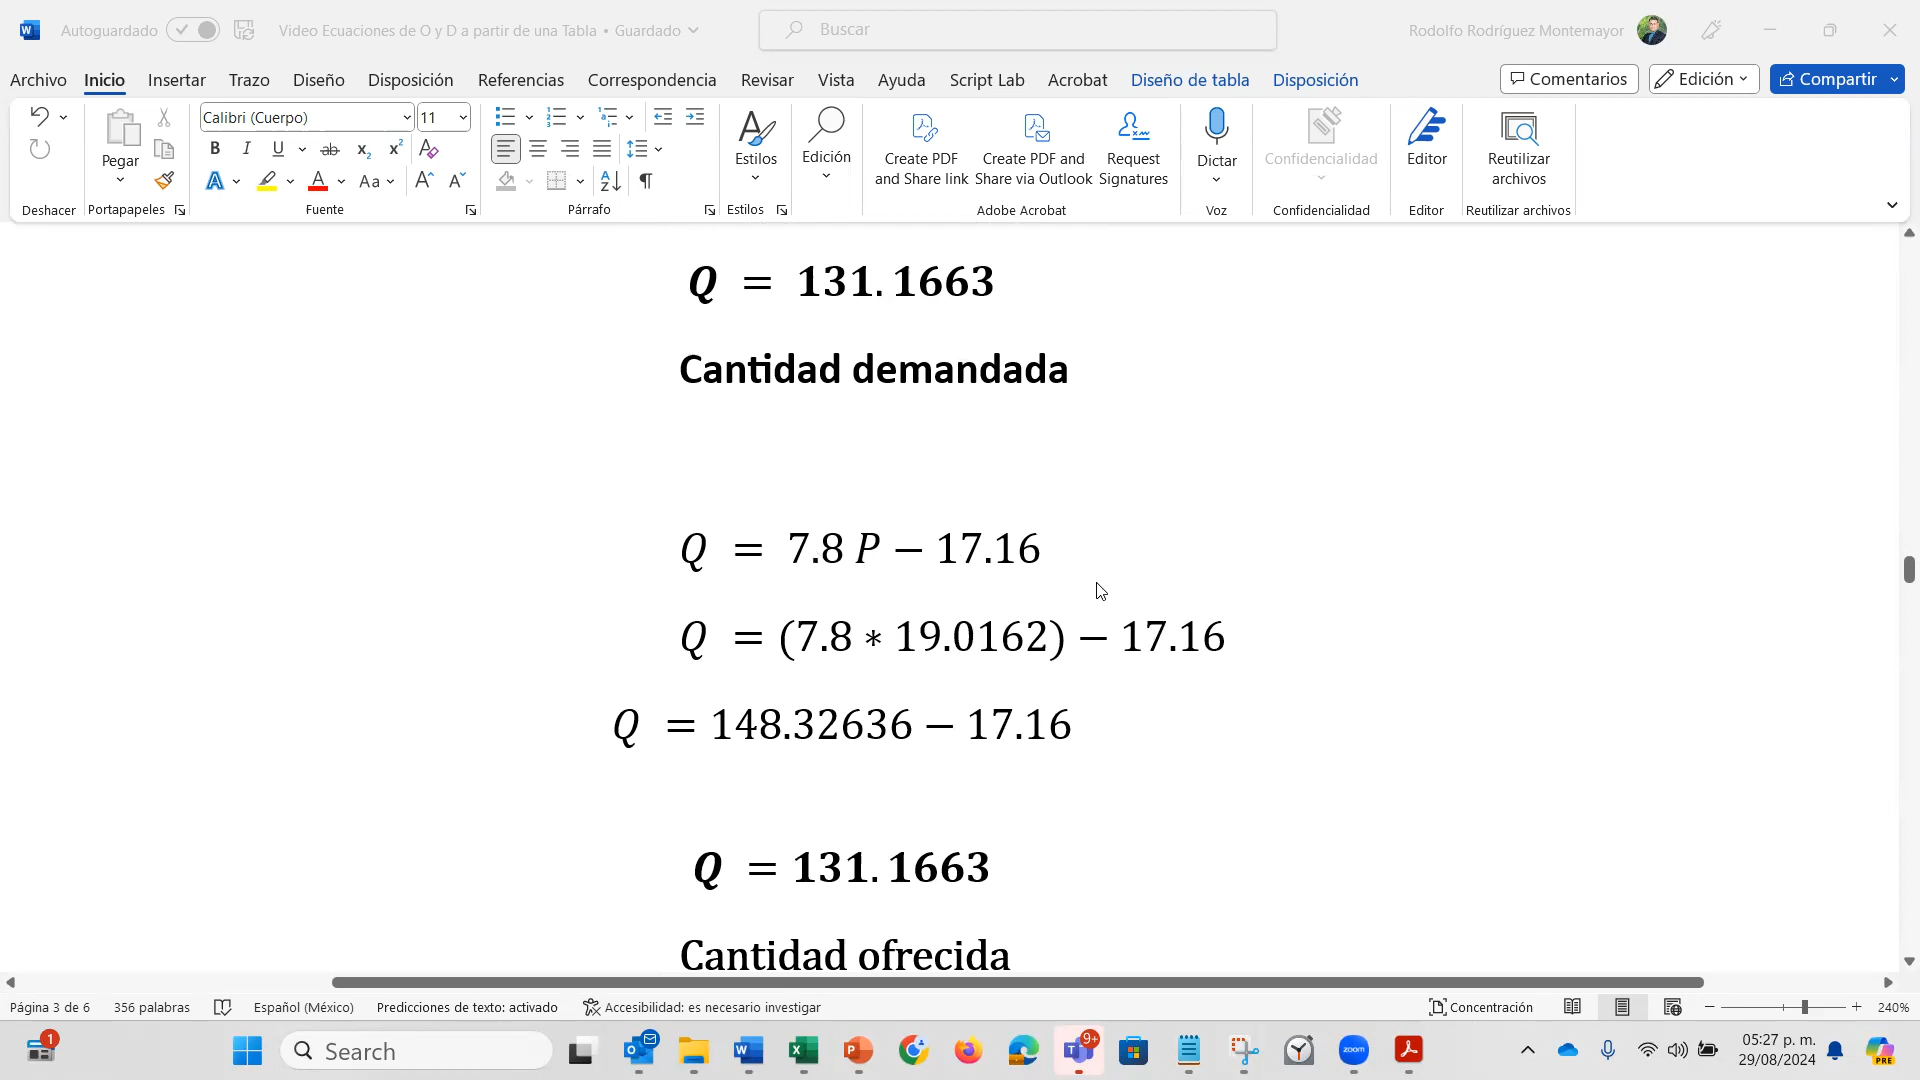 Autoguardado
Video Ecuaciones de O y D a partir de una Tabla • Guardado
Buscar
Rodolfo Rodríguez Montemayor
Archivo Inicio Insertar Trazo Diseño Disposición Referencias Correspondencia Revisar Vista Ayuda Script Lab Acrobat Diseño de tabla Disposición
Comentarios Edición Compartir
Calibri (Cuerpo) 11
Pegar
Estilos
Edición
Create PDF and Share link
Create PDF and Share via Outlook
Request Signatures
Dictar
Confidencialidad
Editor
Reutilizar archivos
Deshacer Portapapeles Fuente Párrafo Estilos Adobe Acrobat Voz Confidencialidad Editor Reutilizar archivos
Q = 131.1663
Cantidad demandada
Q = 7.8 P − 17.16
Q = (7.8 ∗ 19.0162) − 17.16
Q = 148.32636 − 17.16
Q = 131.1663
Cantidad ofrecida
Página 3 de 6 356 palabras Español (México) Predicciones de texto: activado Accesibilidad: es necesario investigar Concentración 240%
1
Search
9+
zoom
05:27 p. m.
29/08/2024
PRE